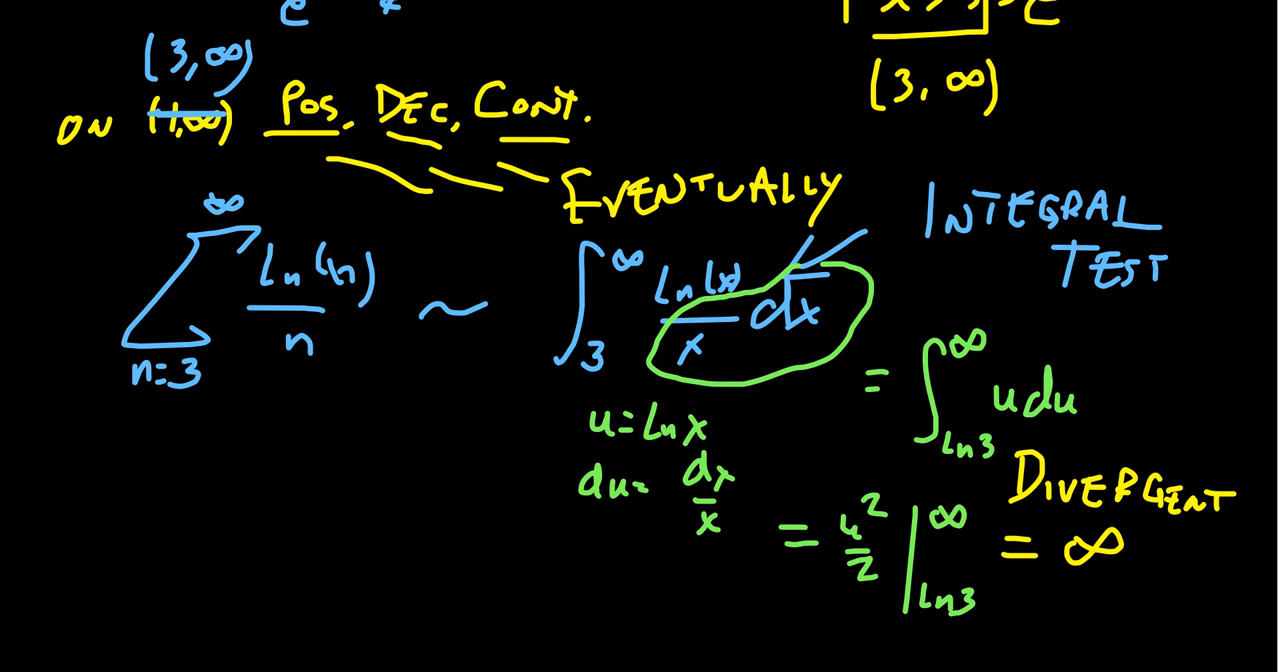 (3, ∞)
ON (1,∞) POS. DEC, CONT.
(3, ∞)
EVENTUALLY
INTEGRAL TEST
∑_{n=3}^{∞} Ln(n)/n ~ ∫_3^∞ Ln(x)/x dx
= ∫_{Ln3}^∞ u du
u = Ln x
du = dx/x
= u²/2 |_{Ln3}^∞ = ∞
DIVERGENT